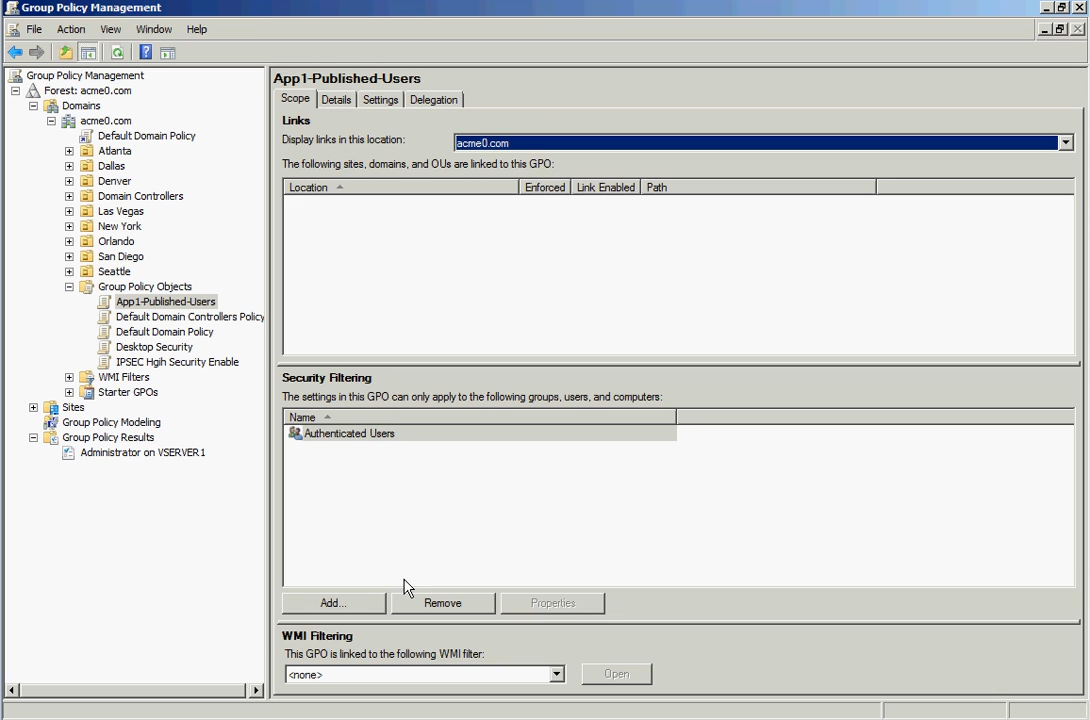 Group Policy Management
File Action View Window Help
Group Policy Management
Forest: acme0.com
Domains
acme0.com
Default Domain Policy
Atlanta
Dallas
Denver
Domain Controllers
Las Vegas
New York
Orlando
San Diego
Seattle
Group Policy Objects
App1-Published-Users
Default Domain Controllers Policy
Default Domain Policy
Desktop Security
IPSEC Hgih Security Enable
WMI Filters
Starter GPOs
Sites
Group Policy Modeling
Group Policy Results
Administrator on VSERVER1
App1-Published-Users
Scope Details Settings Delegation
Links
Display links in this location: acme0.com
The following sites, domains, and OUs are linked to this GPO:
Location Enforced Link Enabled Path
Security Filtering
The settings in this GPO can only apply to the following groups, users, and computers:
Name
Authenticated Users
Add... Remove Properties
WMI Filtering
This GPO is linked to the following WMI filter:
<none> Open